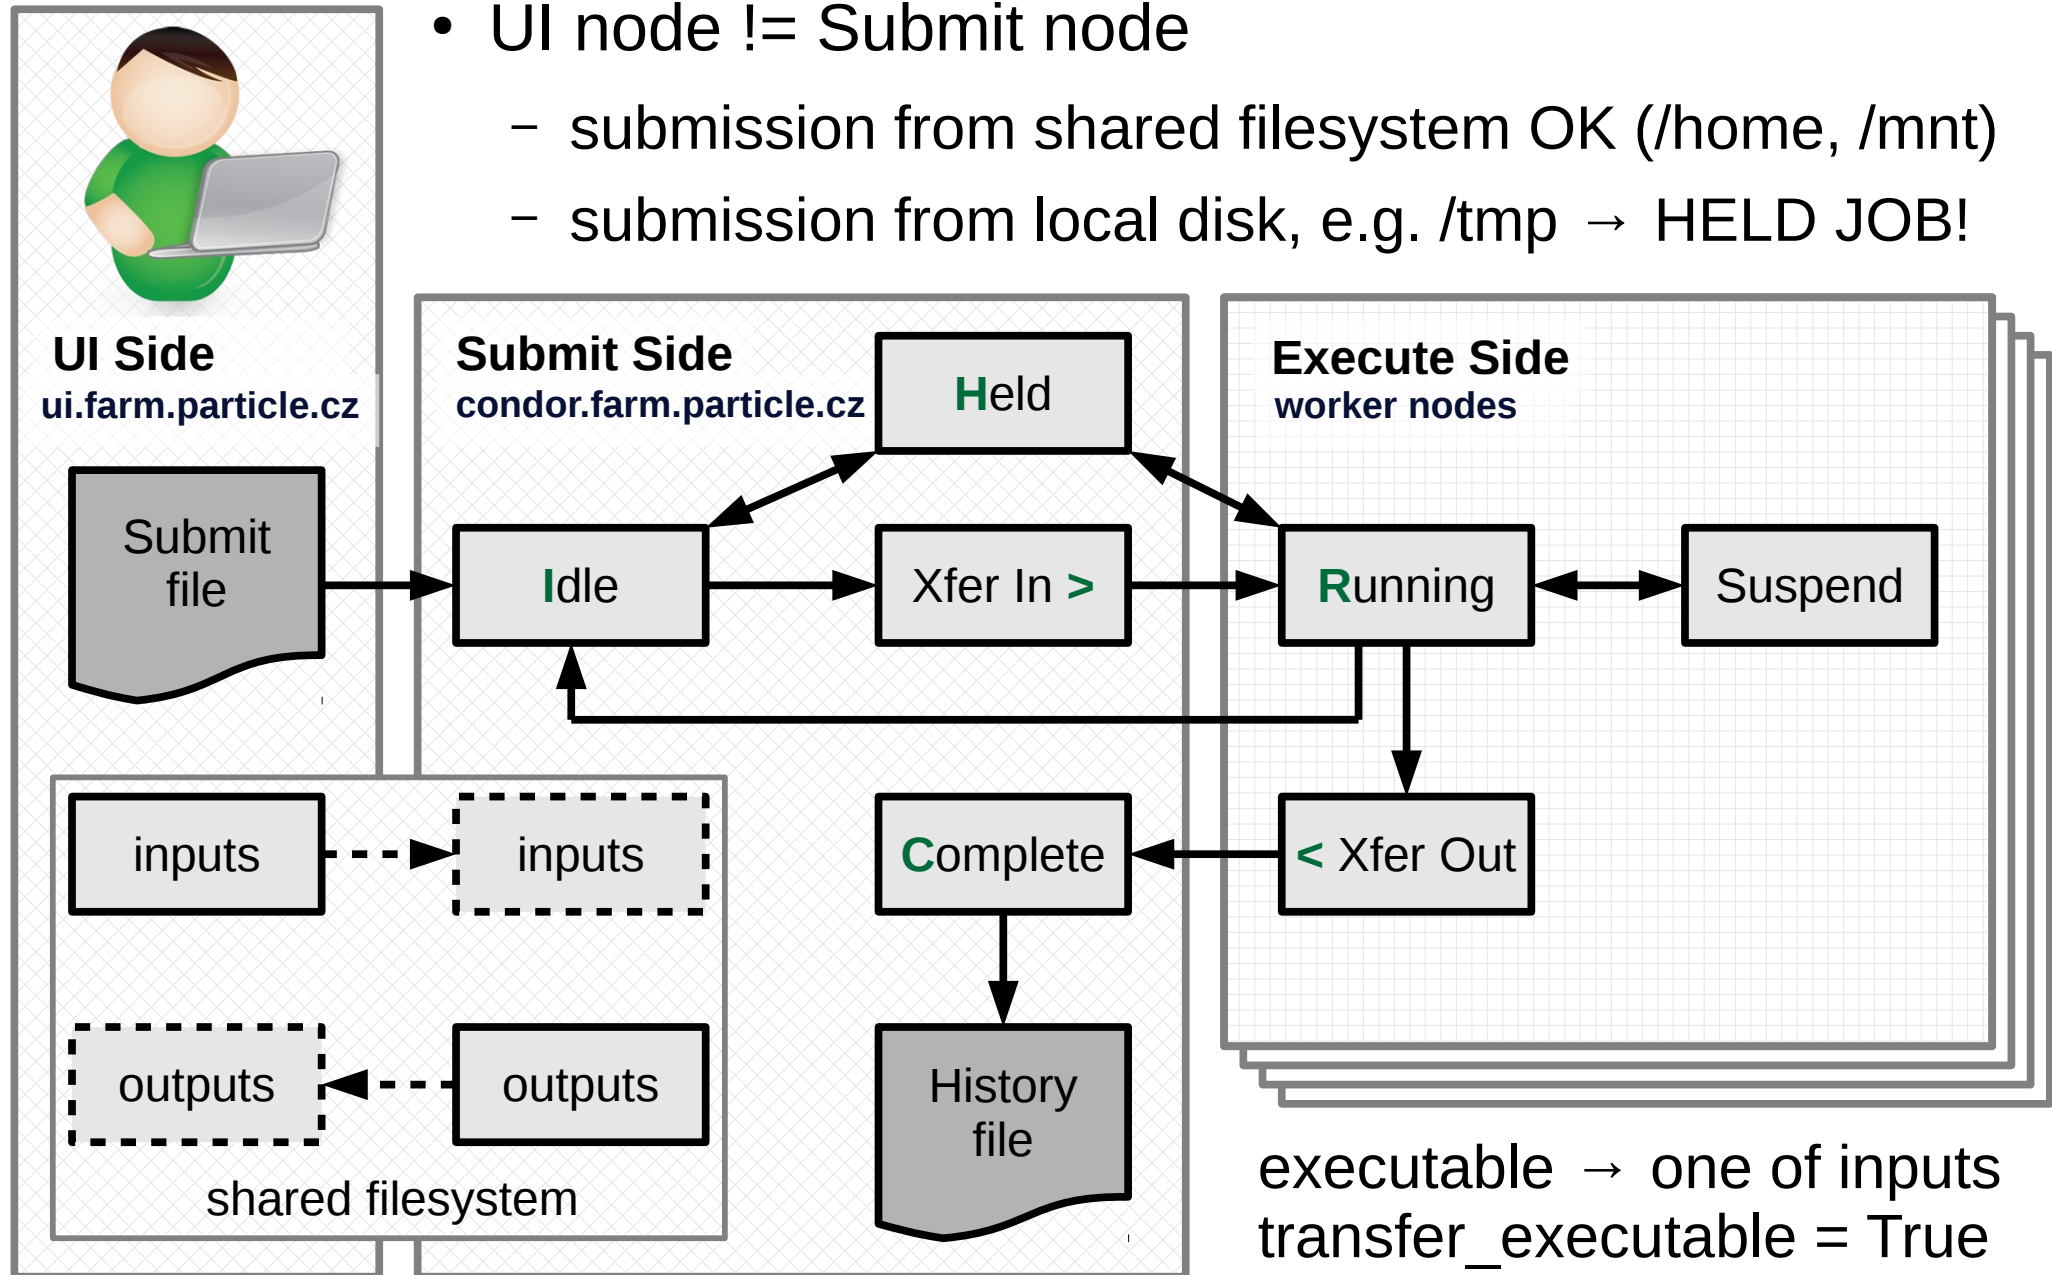 • UI node != Submit node
– submission from shared filesystem OK (/home, /mnt)
– submission from local disk, e.g. /tmp → HELD JOB!
UI Side
ui.farm.particle.cz
Submit Side
condor.farm.particle.cz
Held
Execute Side
worker nodes
Submit
file
Idle
Xfer In >
Running
Suspend
inputs
inputs
Complete
< Xfer Out
outputs
outputs
History
file
shared filesystem
executable → one of inputs
transfer_executable = True